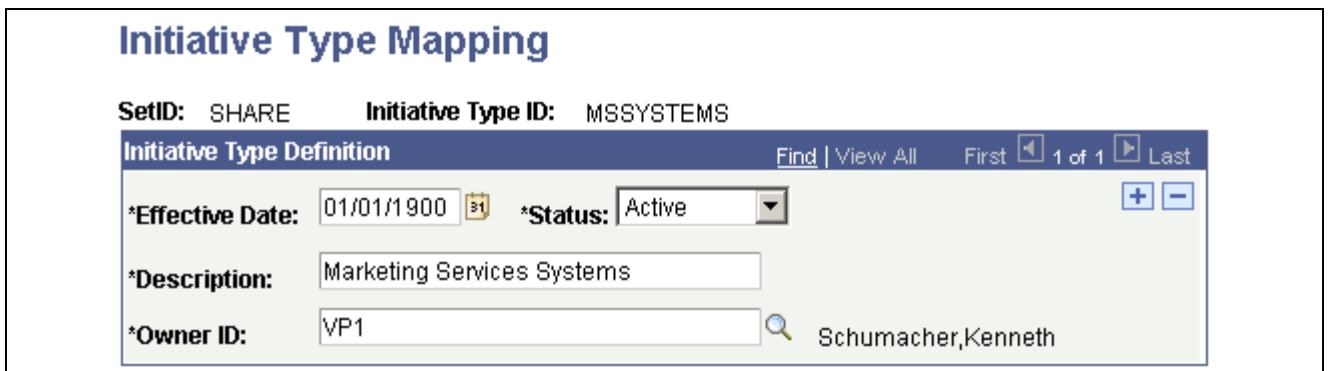 Initiative Type Mapping
SetID: SHARE Initiative Type ID: MSSYSTEMS
Initiative Type Definition Find | View All First 1 of 1 Last
*Effective Date: 01/01/1900 31 *Status: Active
*Description: Marketing Services Systems
*Owner ID: VP1 Schumacher,Kenneth